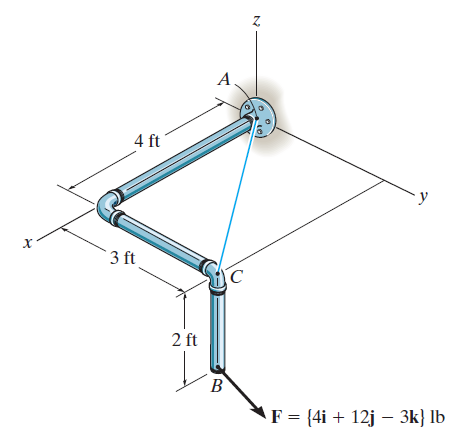 z
A
4 ft
y
x
3 ft
C
2 ft
B
F = {4i + 12j − 3k} lb